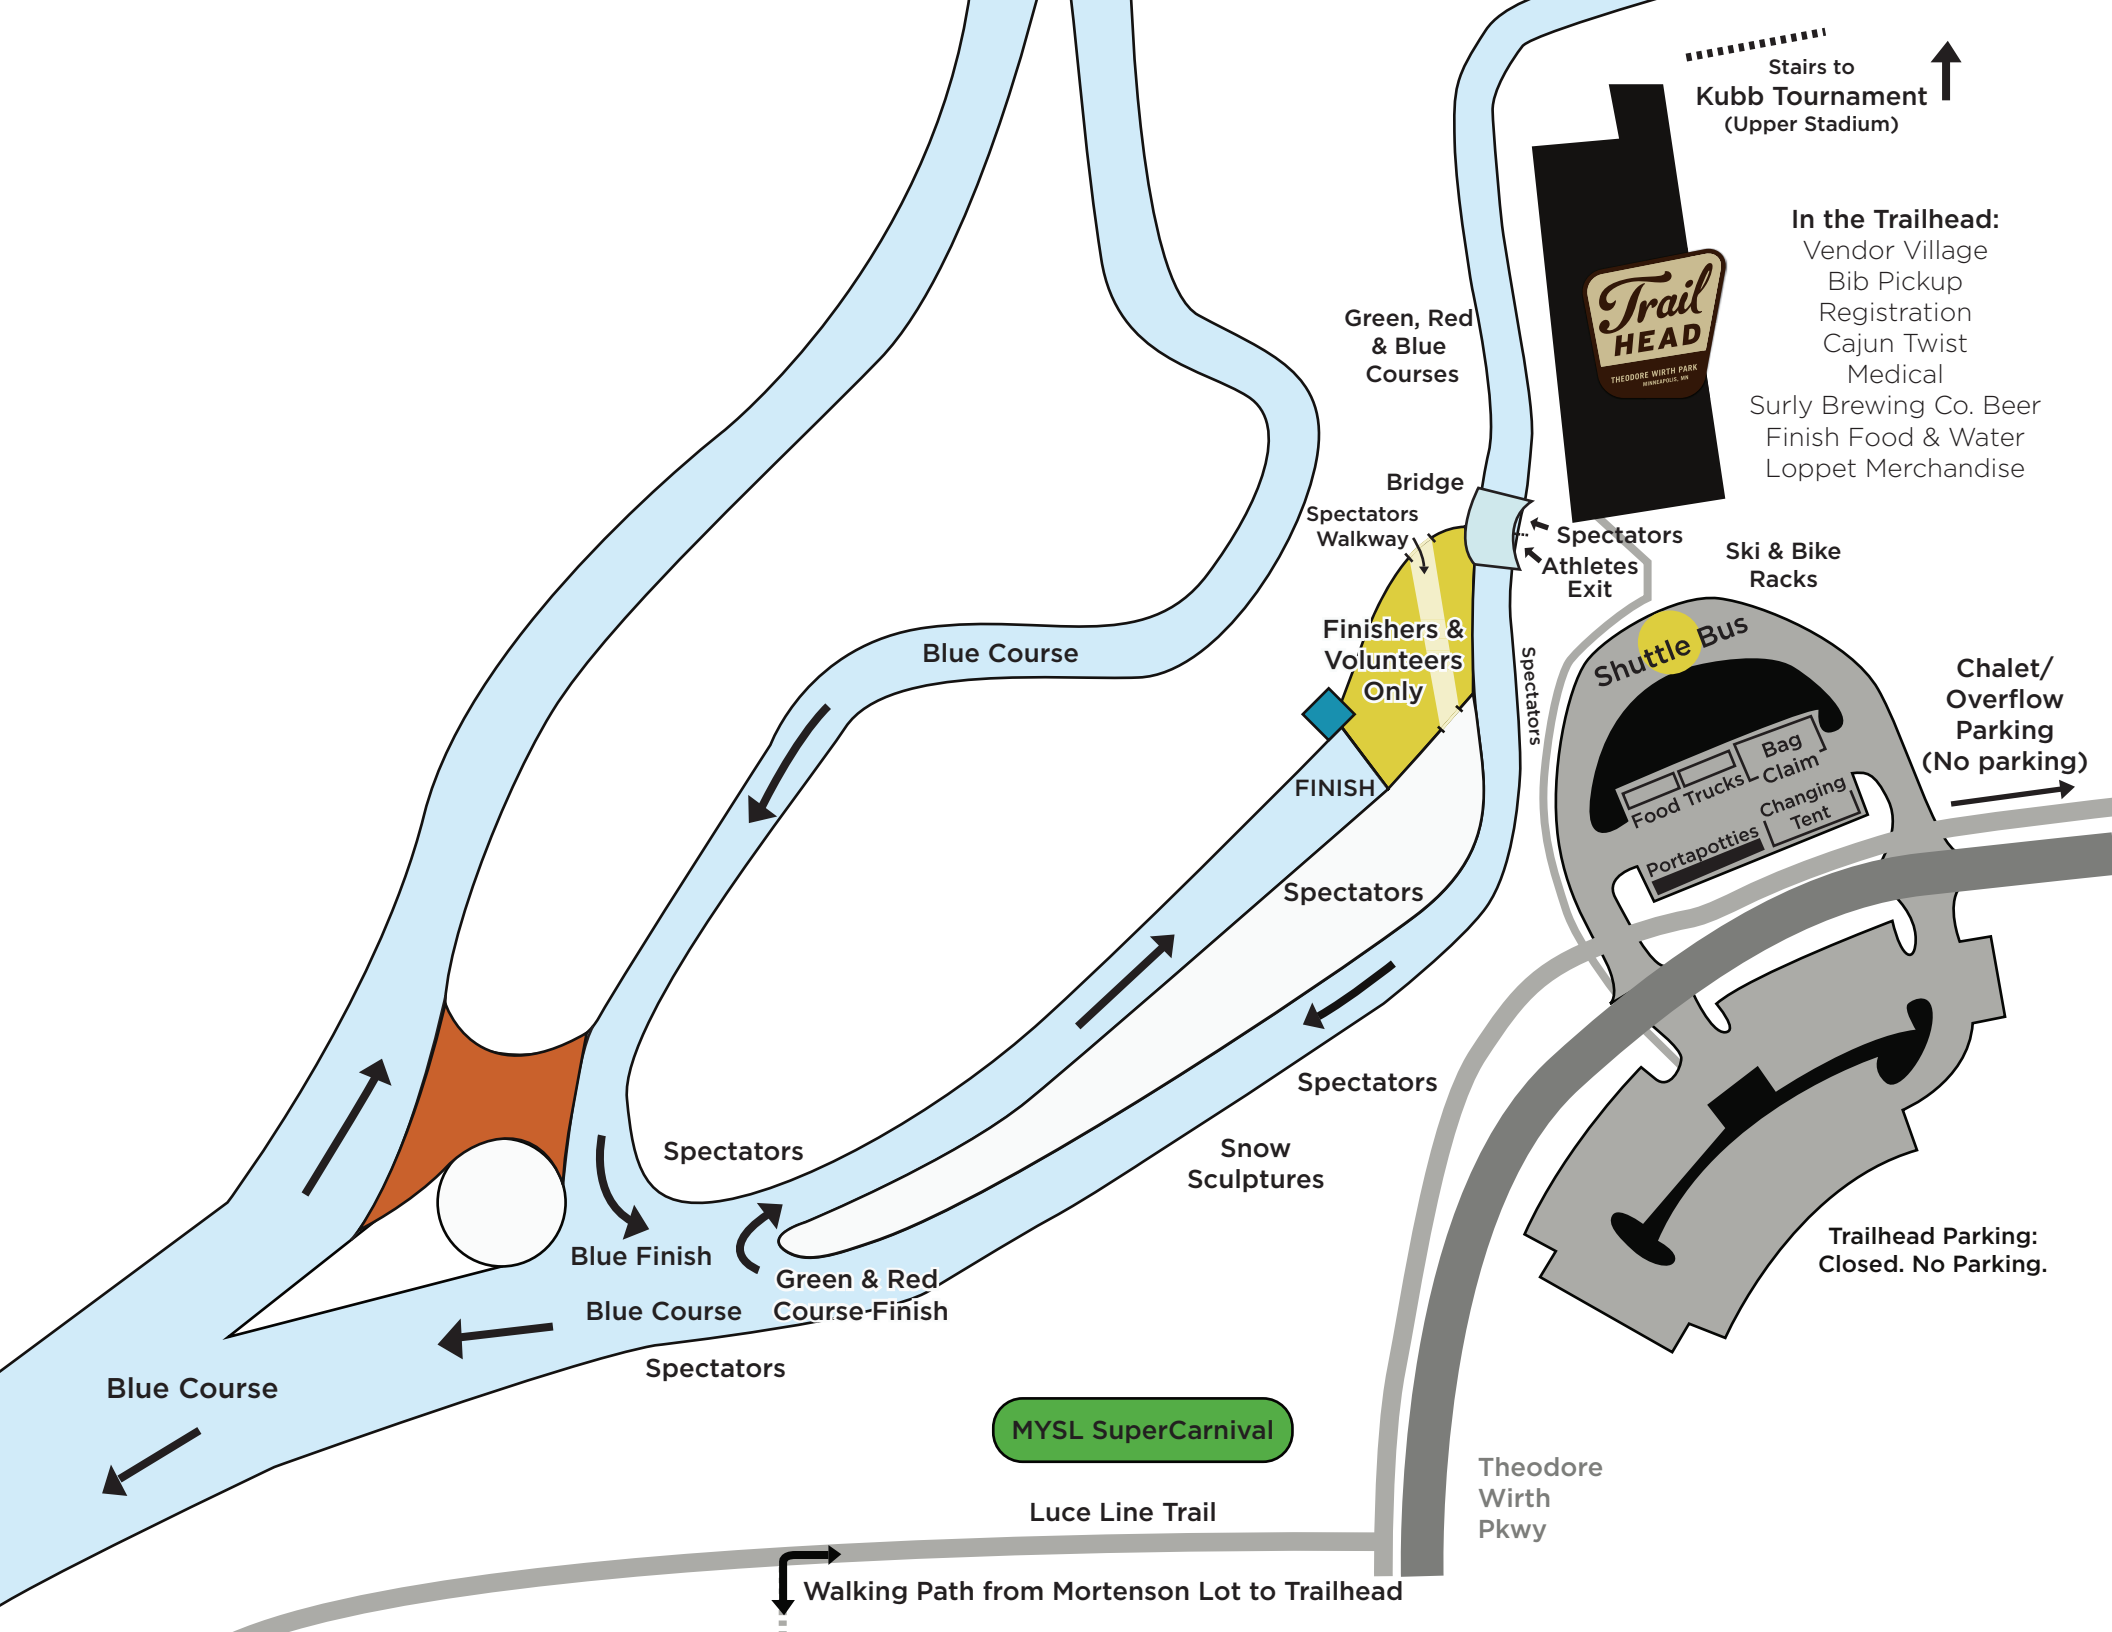 Stairs to
Kubb Tournament
(Upper Stadium)
In the Trailhead:
Vendor Village
Bib Pickup
Registration
Cajun Twist
Medical
Surly Brewing Co. Beer
Finish Food & Water
Loppet Merchandise
Trail
HEAD
THEODORE WIRTH PARK
MINNEAPOLIS, MN
Green, Red
& Blue
Courses
Bridge
Spectators
Walkway
Spectators
Athletes
Exit
Ski & Bike
Racks
Finishers &
Volunteers
Only
Spectators
Shuttle Bus
Chalet/
Overflow
Parking
(No parking)
Bag
Claim
Food Trucks
Changing
Tent
Portapotties
Blue Course
FINISH
Spectators
Spectators
Snow
Sculptures
Spectators
Blue Finish
Green & Red
Course Finish
Blue Course
Spectators
Blue Course
Trailhead Parking:
Closed. No Parking.
MYSL SuperCarnival
Luce Line Trail
Theodore
Wirth
Pkwy
Walking Path from Mortenson Lot to Trailhead